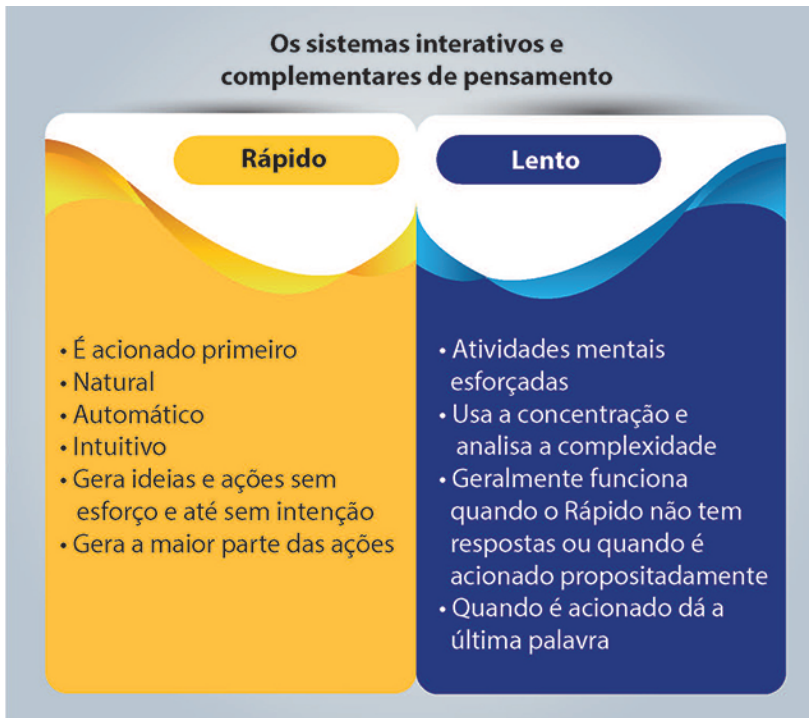 Os sistemas interativos e
complementares de pensamento
Rápido
• É acionado primeiro
• Natural
• Automático
• Intuitivo
• Gera ideias e ações sem
esforço e até sem intenção
• Gera a maior parte das ações
Lento
• Atividades mentais
esforçadas
• Usa a concentração e
analisa a complexidade
• Geralmente funciona
quando o Rápido não tem
respostas ou quando é
acionado propositadamente
• Quando é acionado dá a
última palavra